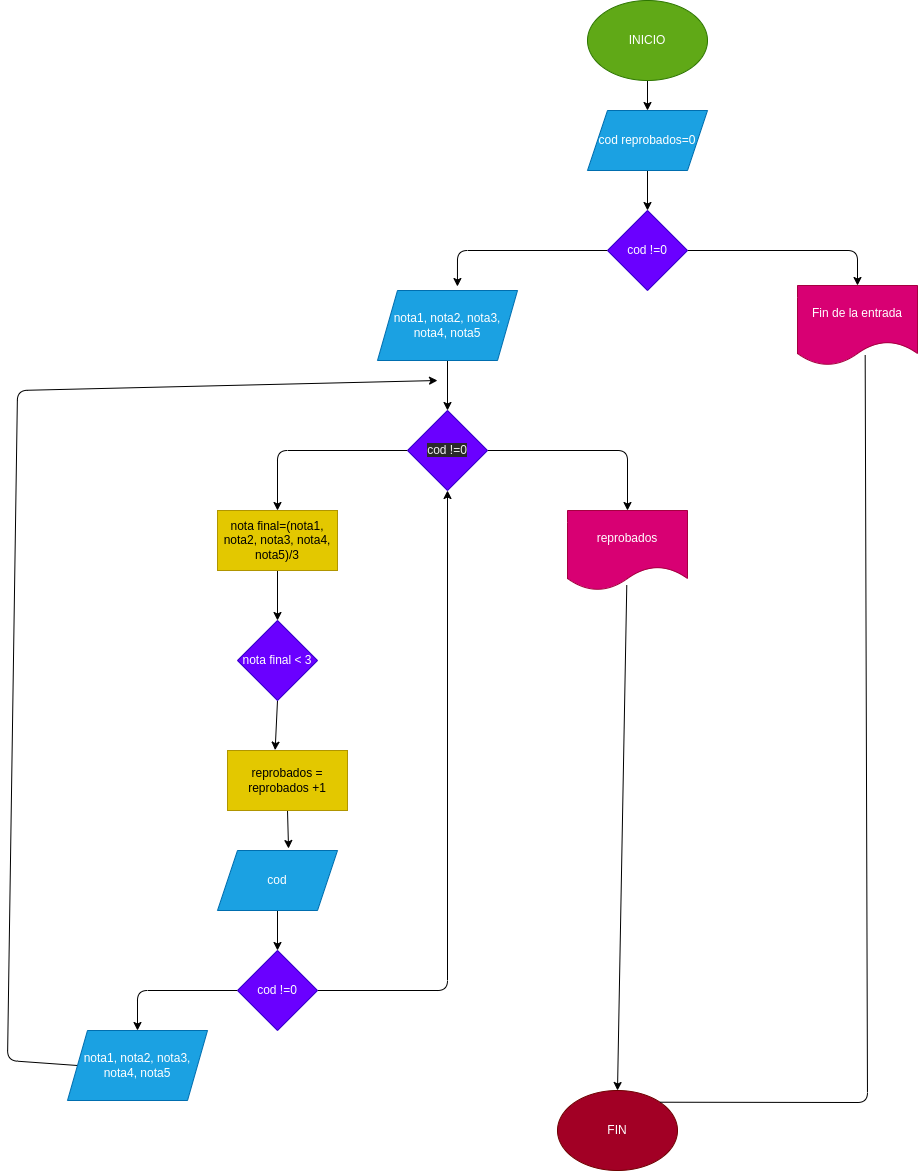 INICIO
cod reprobados=0
cod !=0
nota1, nota2, nota3,
nota4, nota5
Fin de la entrada
cod !=0
nota final=(nota1,
nota2, nota3, nota4,
nota5)/3
reprobados
nota final < 3
reprobados =
reprobados +1
cod
cod !=0
nota1, nota2, nota3,
nota4, nota5
FIN